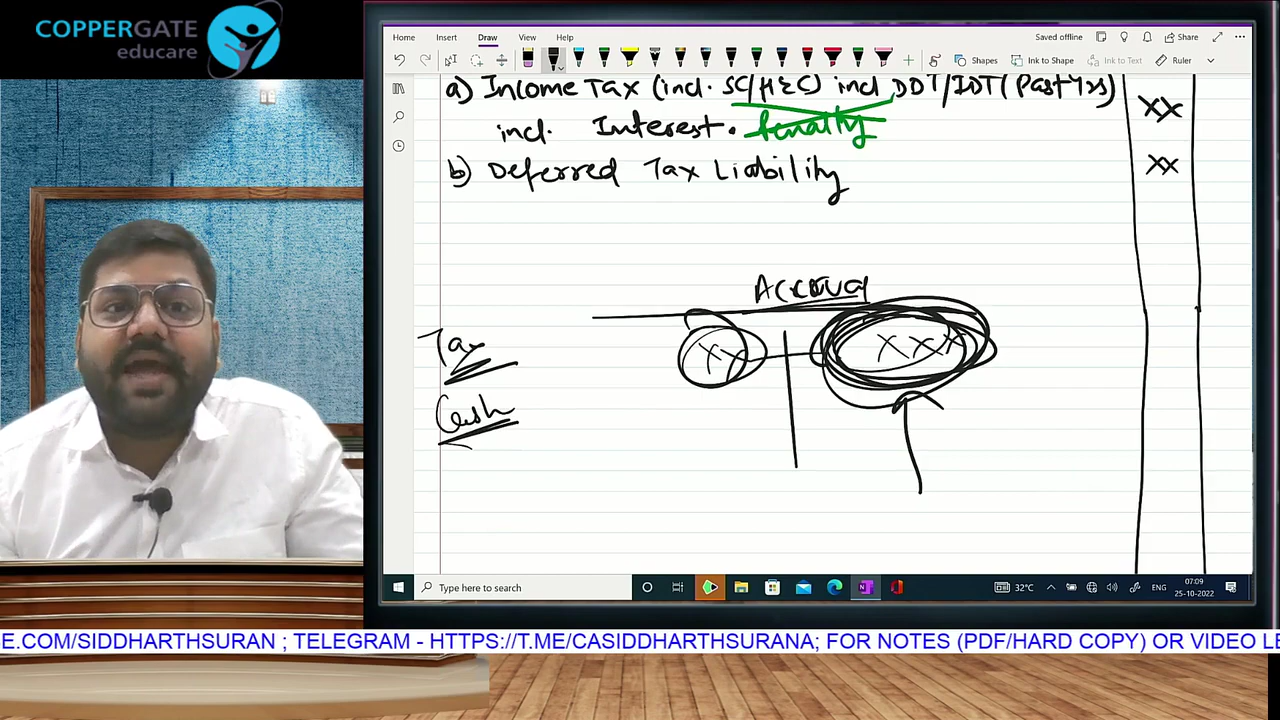 COPPERGATE
educare
Saved offline
Share
Home
Insert
Draw
View
Help
Shapes
Ink to Shape
Ink to Text
Ruler
a) Income Tax (incl. SC/HEC) incl DDT/IDT (Past Yrs)
incl. Interest. Penalty
XX
b) Deferred Tax Liability
XX
Accrual
Tax
XX
XXX
Cash
Type here to search
32°C
ENG
07:09
25-10-2022
E.COM/SIDDHARTHSURAN ; TELEGRAM - HTTPS://T.ME/CASIDDHARTHSURANA; FOR NOTES (PDF/HARD COPY) OR VIDEO LE